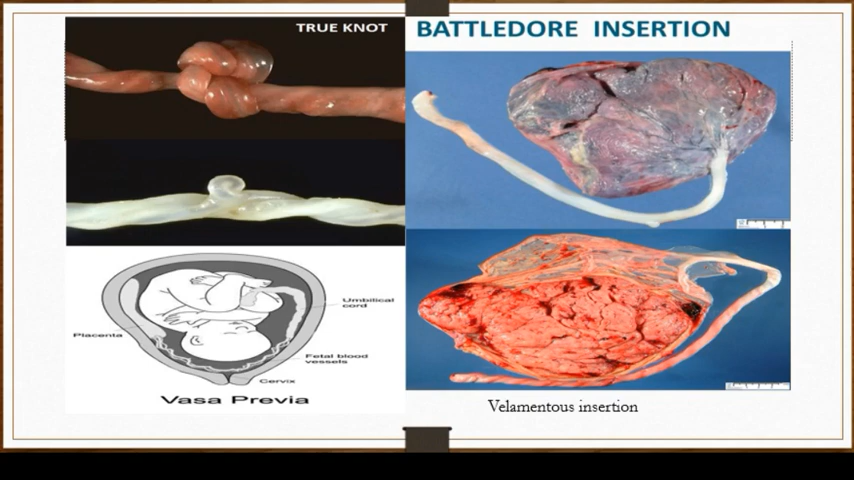 TRUE KNOT
BATTLEDORE INSERTION
Umbilical
cord
Placenta
Fetal blood
vessels
Cervix
Vasa Previa
Velamentous insertion